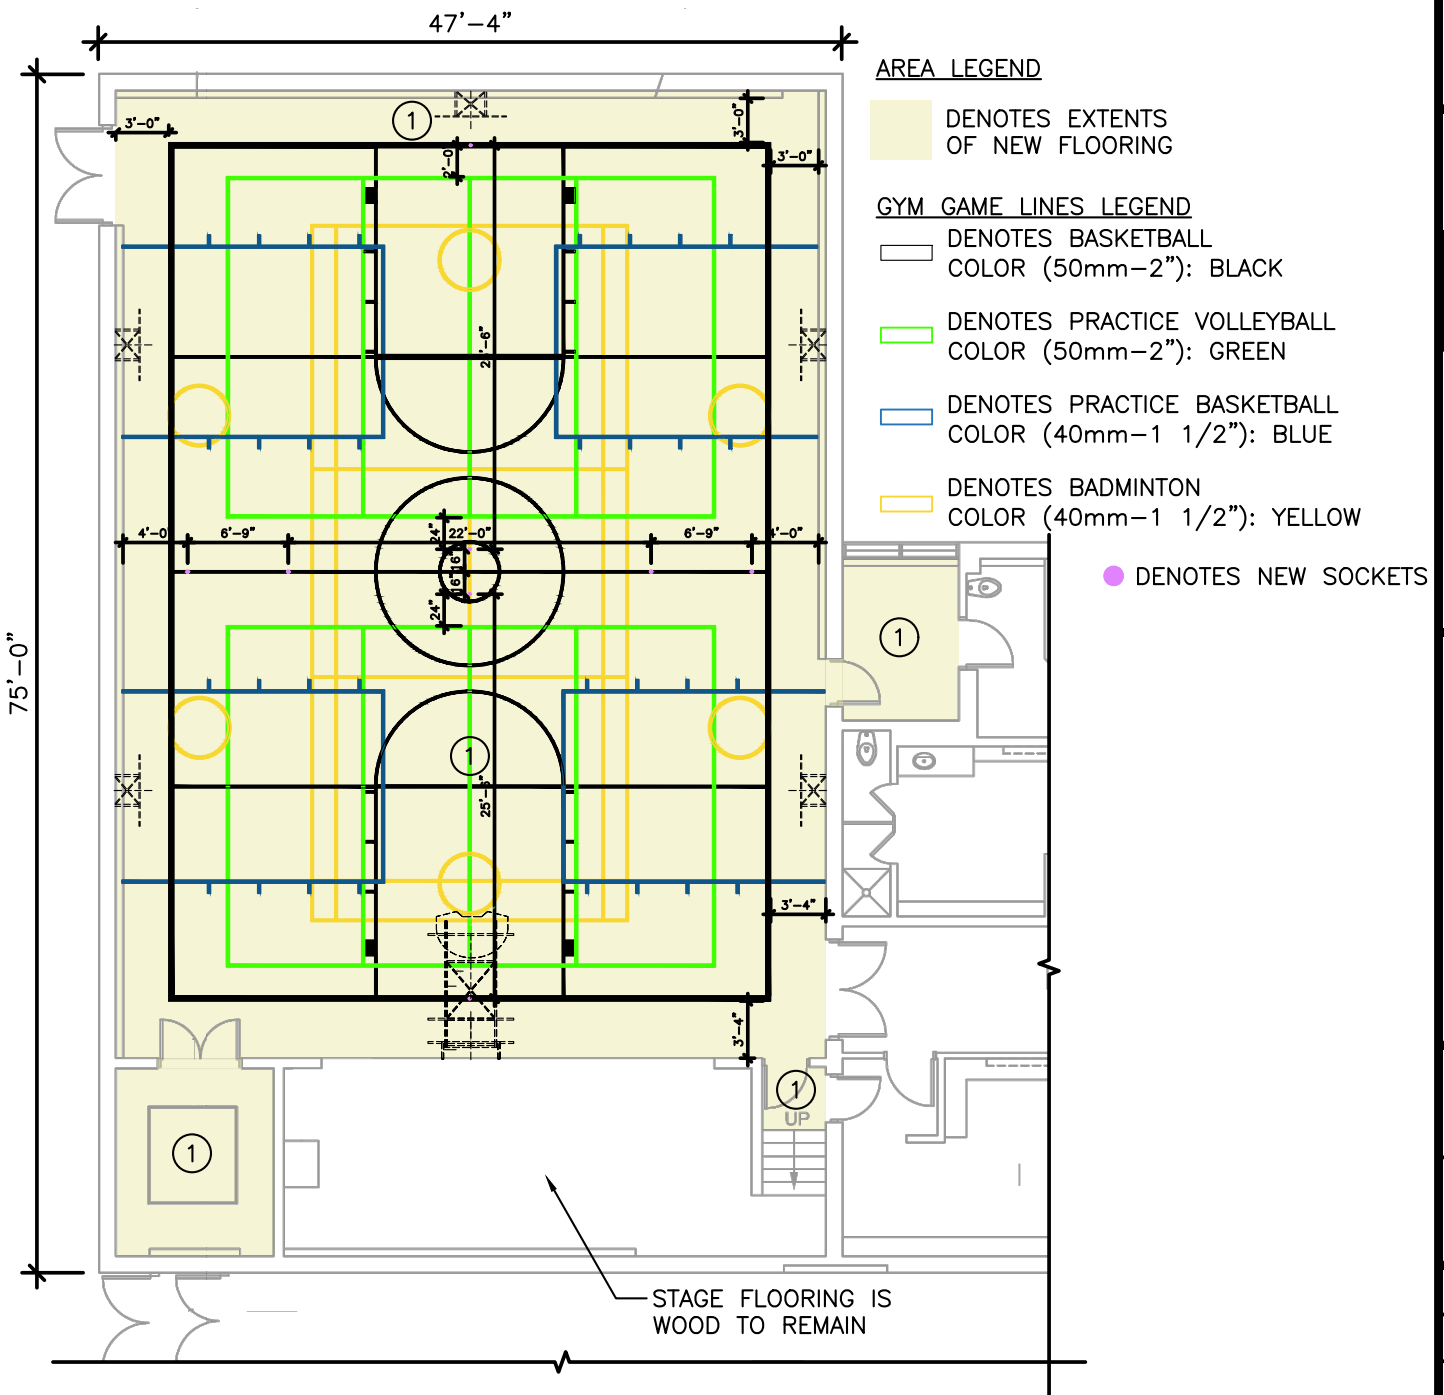 47'-4"
AREA LEGEND
DENOTES EXTENTS
OF NEW FLOORING
3'-0"
1
3'-0"
3'-0"
2'-0
GYM GAME LINES LEGEND
DENOTES BASKETBALL
COLOR (50mm-2"): BLACK
DENOTES PRACTICE VOLLEYBALL
COLOR (50mm-2"): GREEN
DENOTES PRACTICE BASKETBALL
COLOR (40mm-1 1/2"): BLUE
DENOTES BADMINTON
COLOR (40mm-1 1/2"): YELLOW
DENOTES NEW SOCKETS
4'-0
6'-9"
24"
22'-0"
6'-9"
4'-0"
16"
16"
24"
1
75'-0"
1
3'-4"
3'-4"
1
UP
1
STAGE FLOORING IS
WOOD TO REMAIN